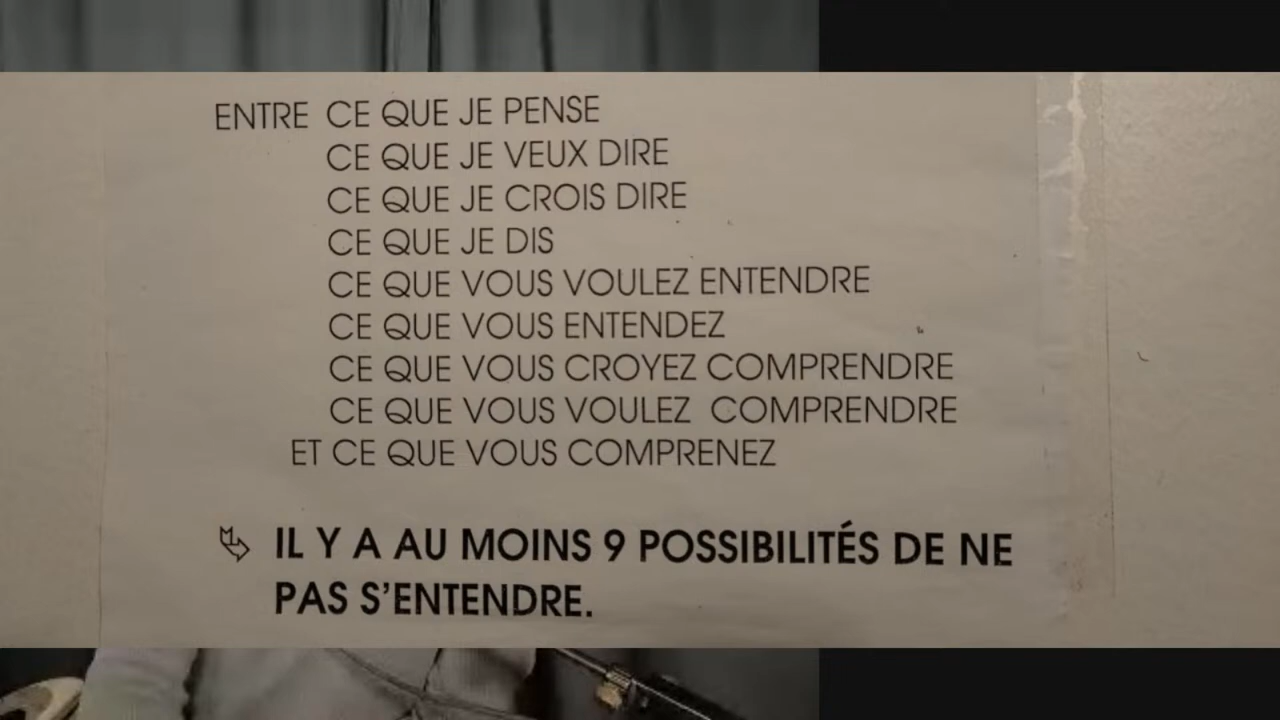 ENTRE CE QUE JE PENSE
CE QUE JE VEUX DIRE
CE QUE JE CROIS DIRE
CE QUE JE DIS
CE QUE VOUS VOULEZ ENTENDRE
CE QUE VOUS ENTENDEZ
CE QUE VOUS CROYEZ COMPRENDRE
CE QUE VOUS VOULEZ COMPRENDRE
ET CE QUE VOUS COMPRENEZ
IL Y A AU MOINS 9 POSSIBILITÉS DE NE
PAS S'ENTENDRE.